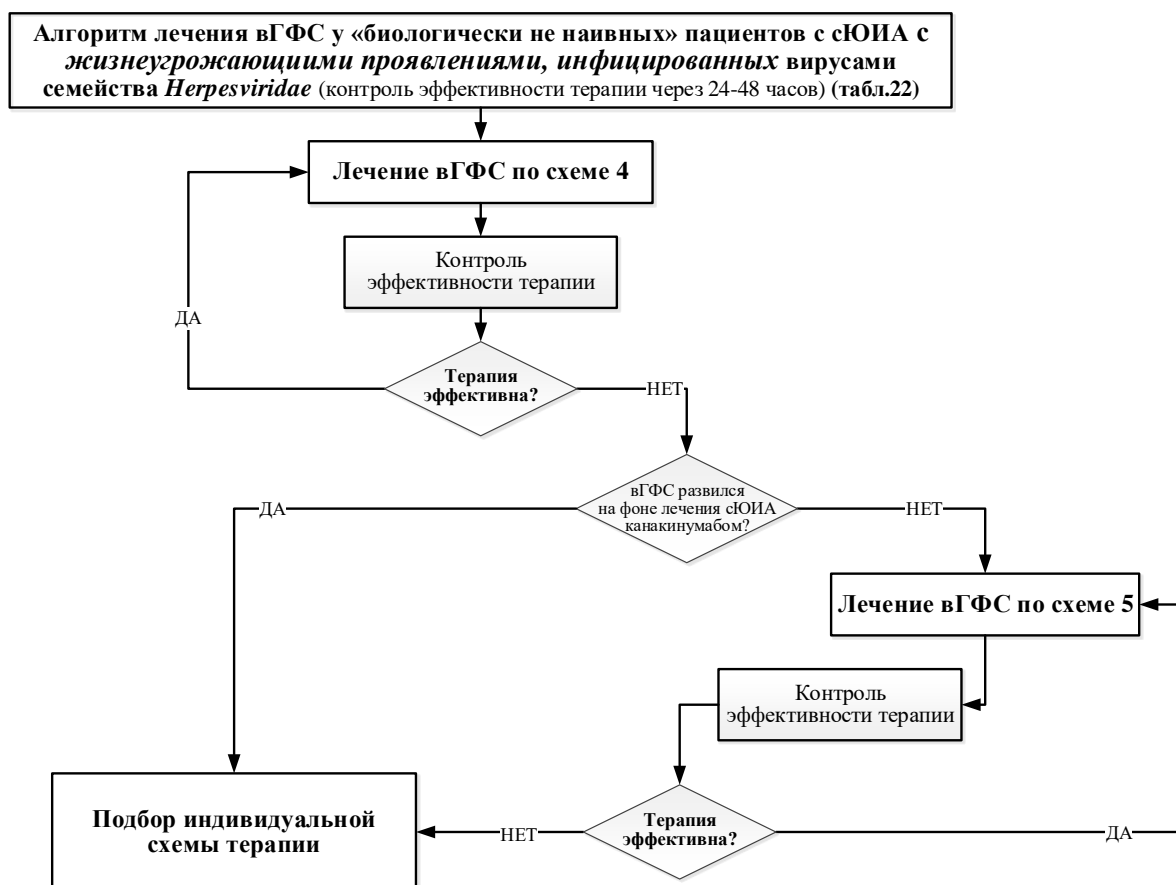 Алгоритм лечения вГФС у «биологически не наивных» пациентов с сЮИА с
жизнеугрожающиими проявлениями, инфицированных вирусами
семейства Herpesviridae (контроль эффективности терапии через 24-48 часов) (табл.22)
Лечение вГФС по схеме 4
Контроль
эффективности терапии
ДА
Терапия
эффективна?
НЕТ
вГФС развился
на фоне лечения сЮИА
канакинумабом?
ДА
НЕТ
Лечение вГФС по схеме 5
Контроль
эффективности терапии
Подбор индивидуальной
схемы терапии
НЕТ
Терапия
эффективна?
ДА